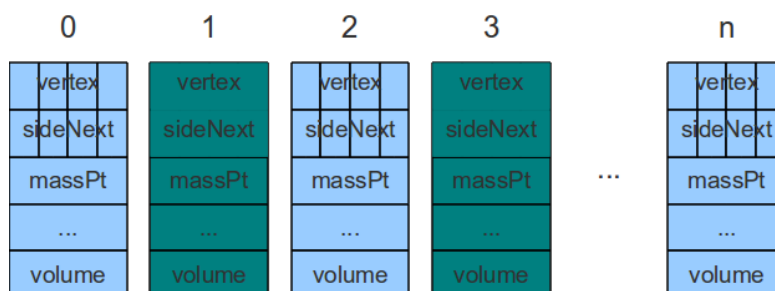 0 1 2 3 n
vertex vertex vertex vertex vertex
sideNext sideNext sideNext sideNext sideNext
massPt massPt massPt massPt ... massPt
... ... ... ... ...
volume volume volume volume volume